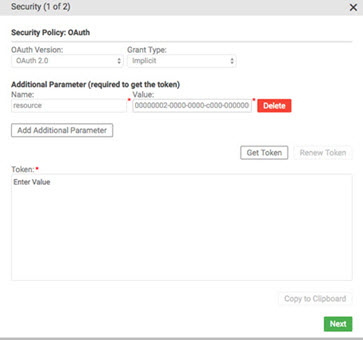 Security (1 of 2)
Security Policy: OAuth
OAuth Version: Grant Type:
OAuth 2.0 Implicit
Additional Parameter (required to get the token)
Name: * Value: *
resource 00000002-0000-0000-c000-000000 Delete
Add Additional Parameter
Get Token Renew Token
Token: *
Enter Value
Copy to Clipboard
Next